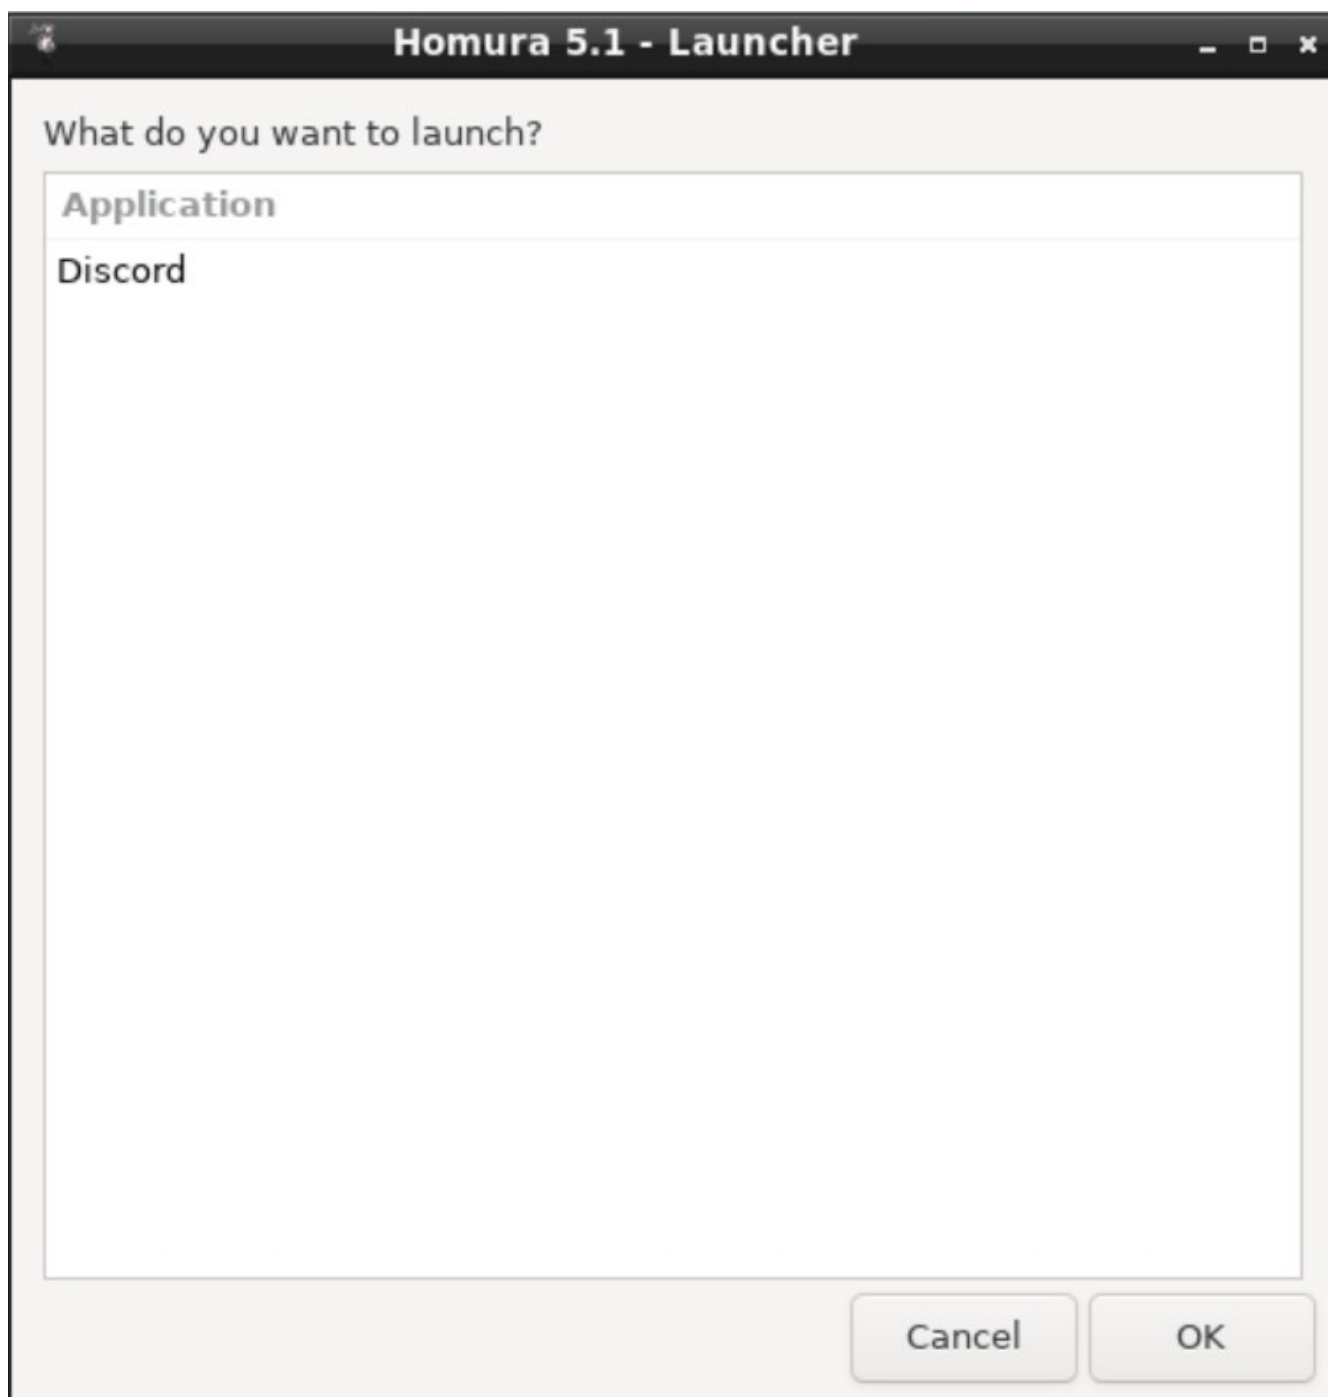 Homura 5.1 - Launcher
What do you want to launch?
Application
Discord
Cancel OK